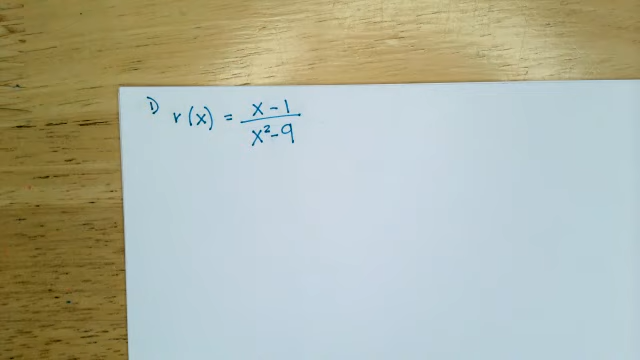 1) r(x) = x-1 / x²-9